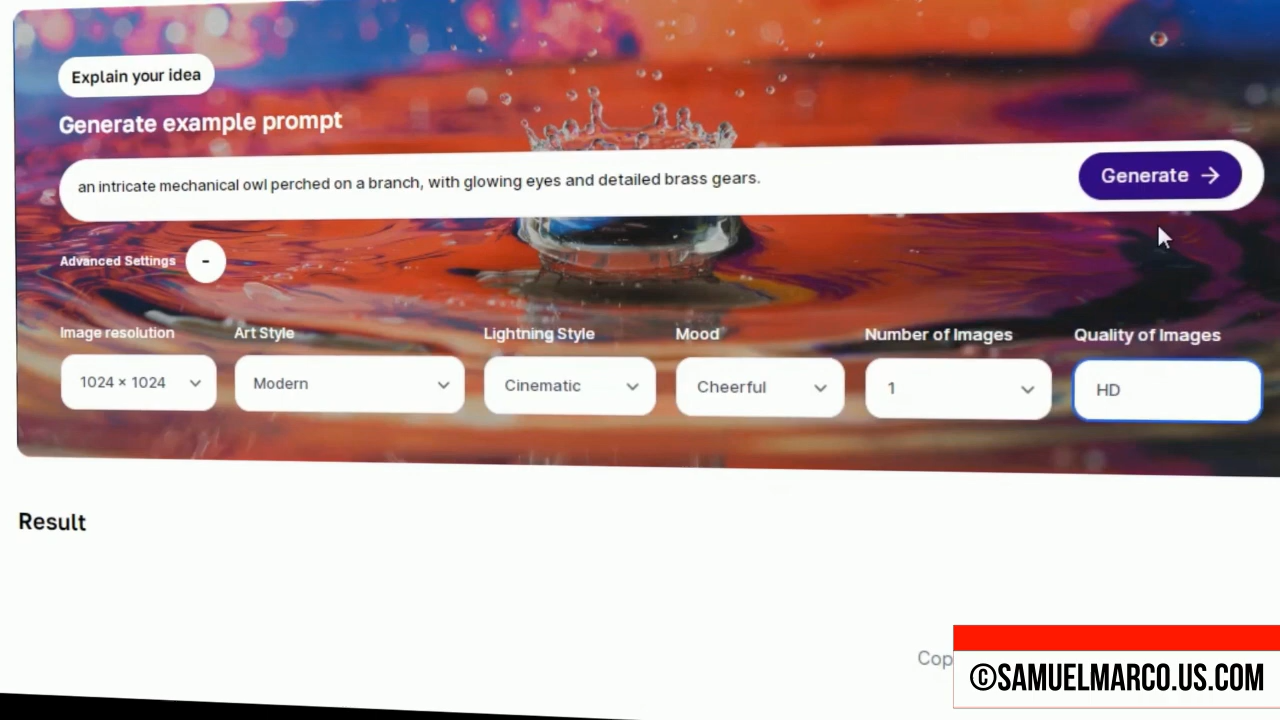 Explain your idea
Generate example prompt
an intricate mechanical owl perched on a branch, with glowing eyes and detailed brass gears.
Generate →
Advanced Settings -
Image resolution Art Style Lightning Style Mood Number of Images Quality of Images
1024 × 1024 Modern Cinematic Cheerful 1 HD
Result
©SAMUELMARCO.US.COM